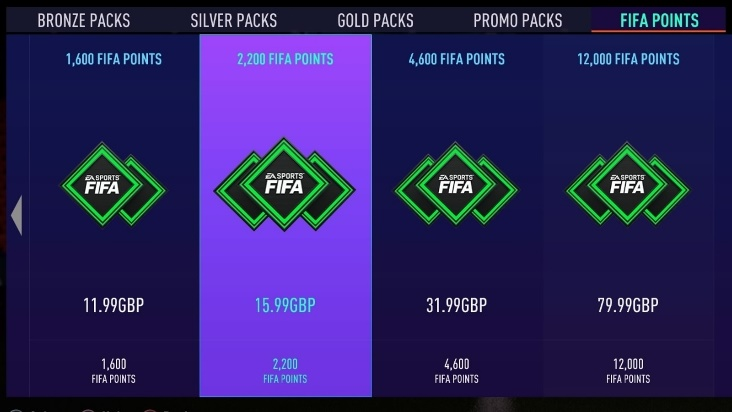 BRONZE PACKS SILVER PACKS GOLD PACKS PROMO PACKS FIFA POINTS
1,600 FIFA POINTS
2,200 FIFA POINTS
4,600 FIFA POINTS
12,000 FIFA POINTS
EA SPORTS
FIFA
EA SPORTS
FIFA
EA SPORTS
FIFA
EA SPORTS
FIFA
11.99GBP
15.99GBP
31.99GBP
79.99GBP
1,600
FIFA POINTS
2,200
FIFA POINTS
4,600
FIFA POINTS
12,000
FIFA POINTS